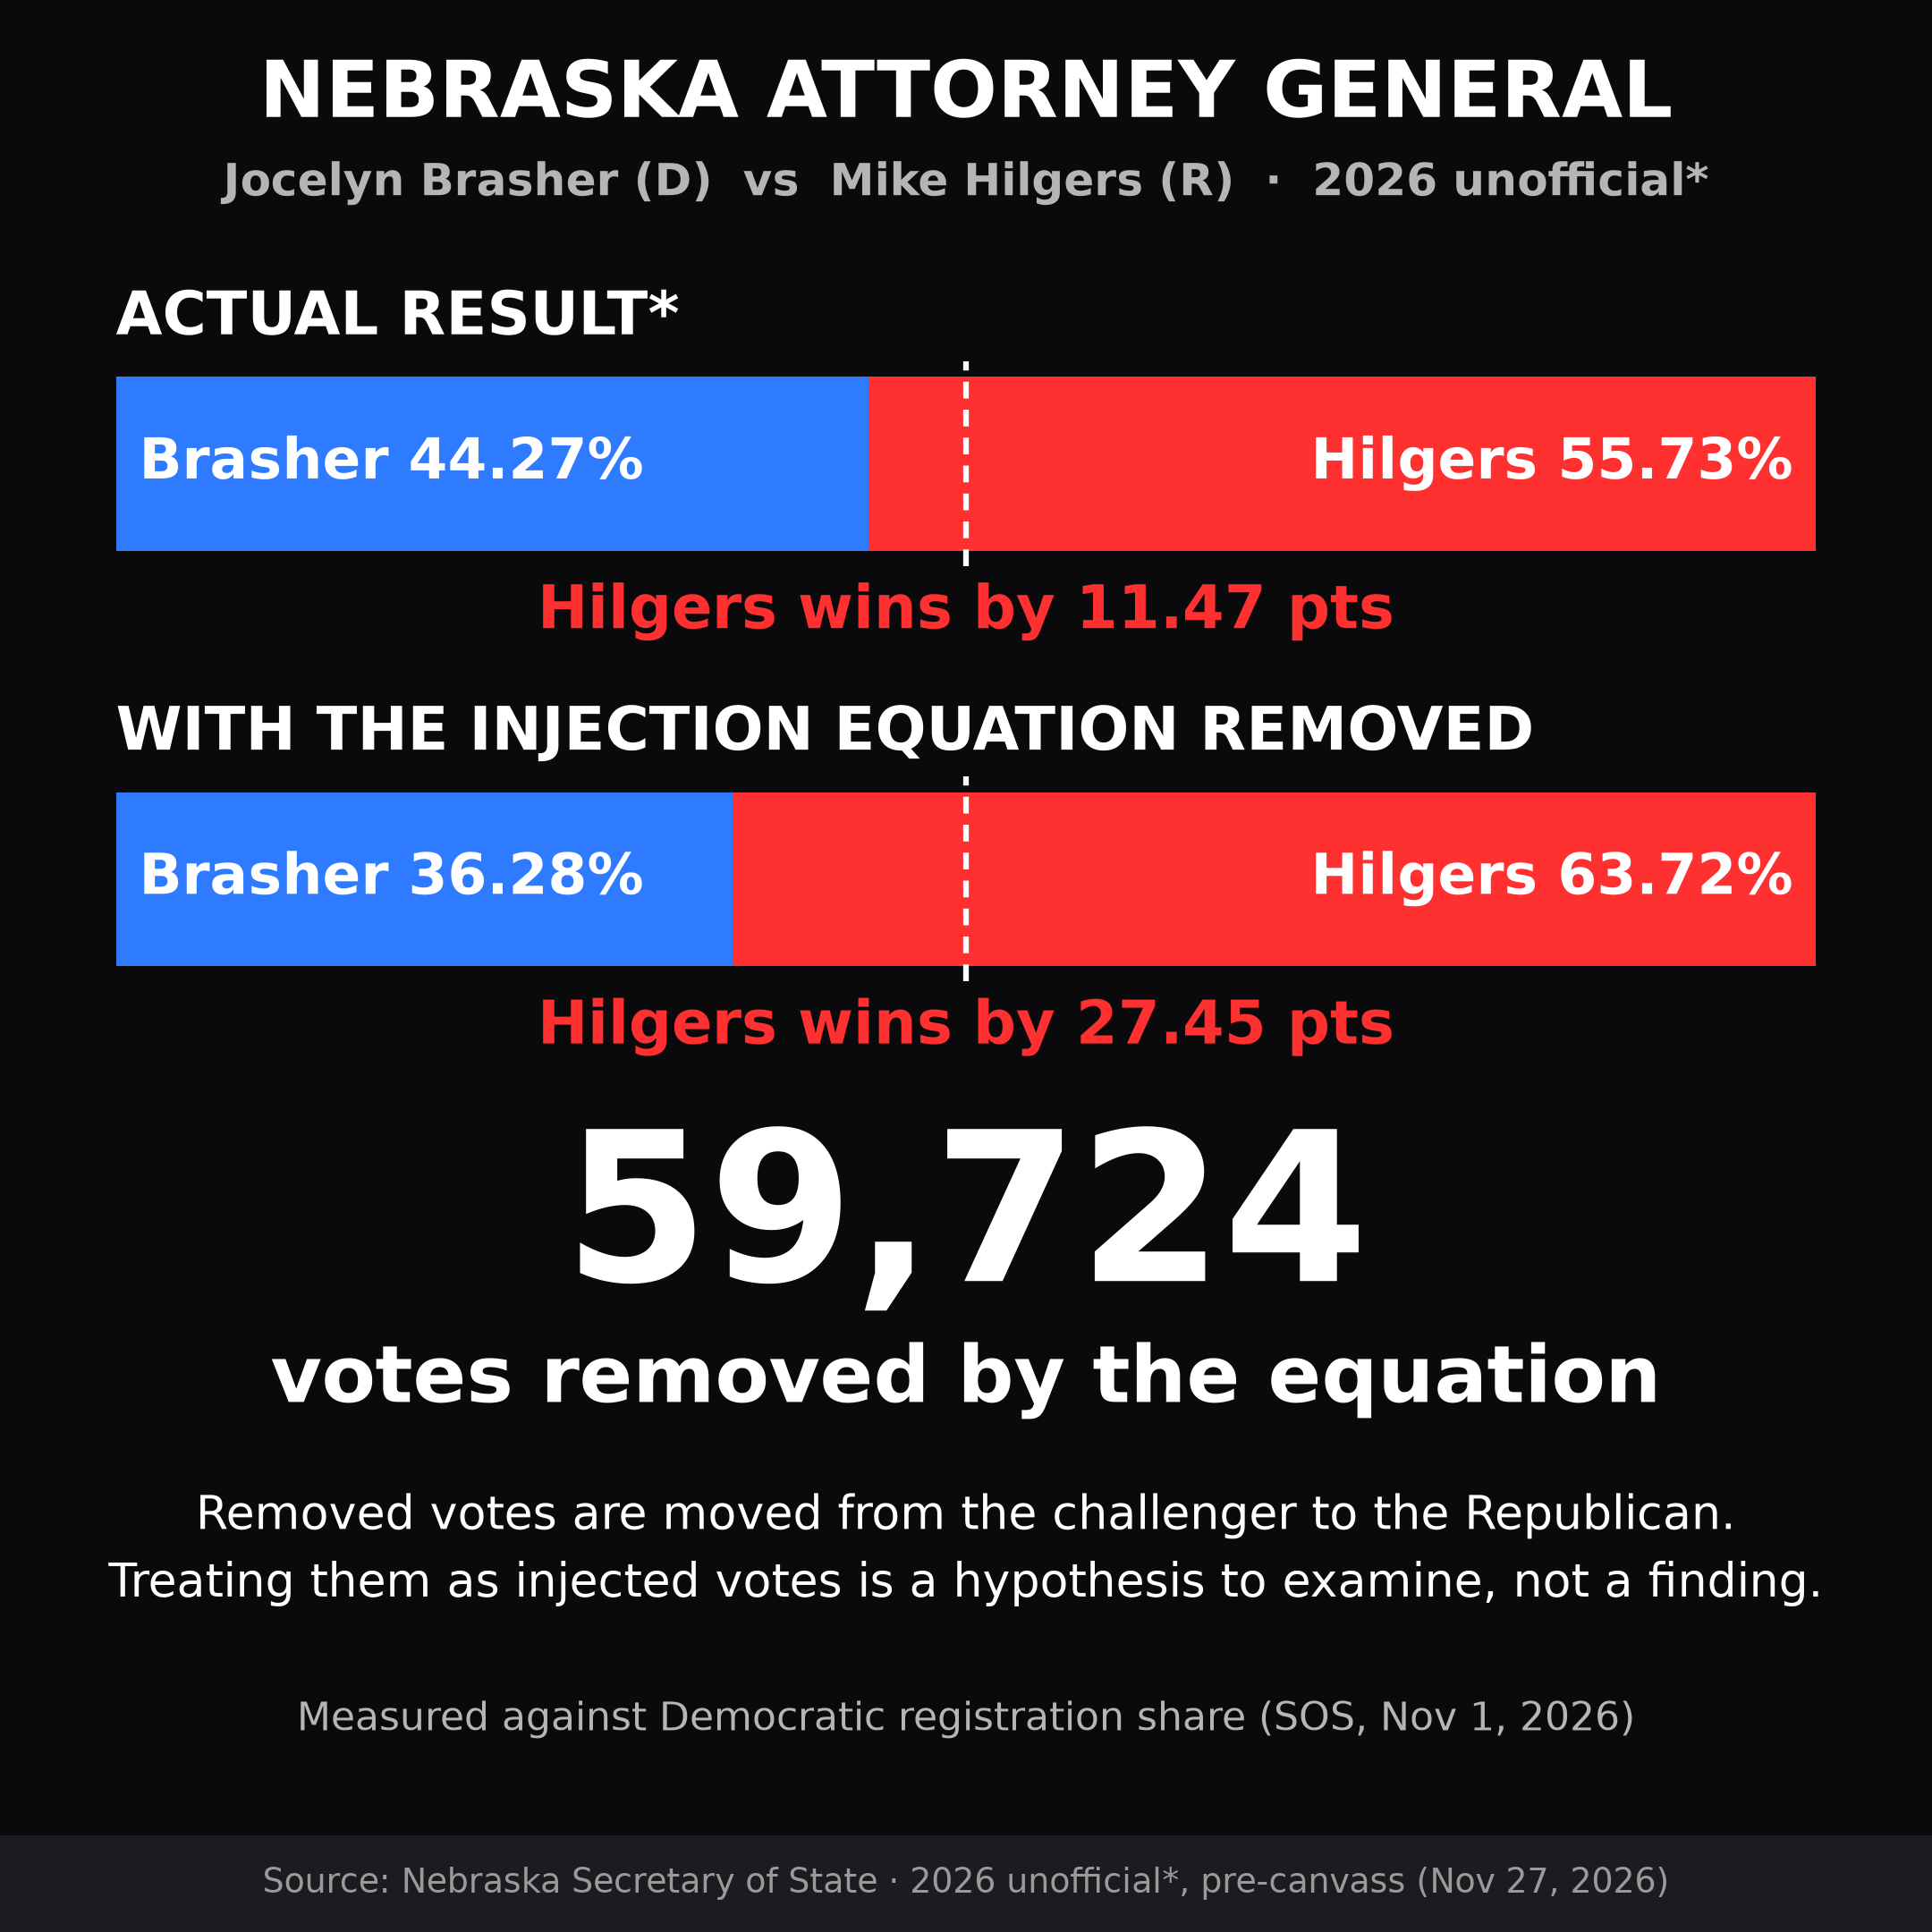 NEBRASKA ATTORNEY GENERAL
Jocelyn Brasher (D) vs Mike Hilgers (R) · 2026 unofficial*
ACTUAL RESULT*
Brasher 44.27% Hilgers 55.73%
Hilgers wins by 11.47 pts
WITH THE INJECTION EQUATION REMOVED
Brasher 36.28% Hilgers 63.72%
Hilgers wins by 27.45 pts
59,724
votes removed by the equation
Removed votes are moved from the challenger to the Republican.
Treating them as injected votes is a hypothesis to examine, not a finding.
Measured against Democratic registration share (SOS, Nov 1, 2026)
Source: Nebraska Secretary of State · 2026 unofficial*, pre-canvass (Nov 27, 2026)